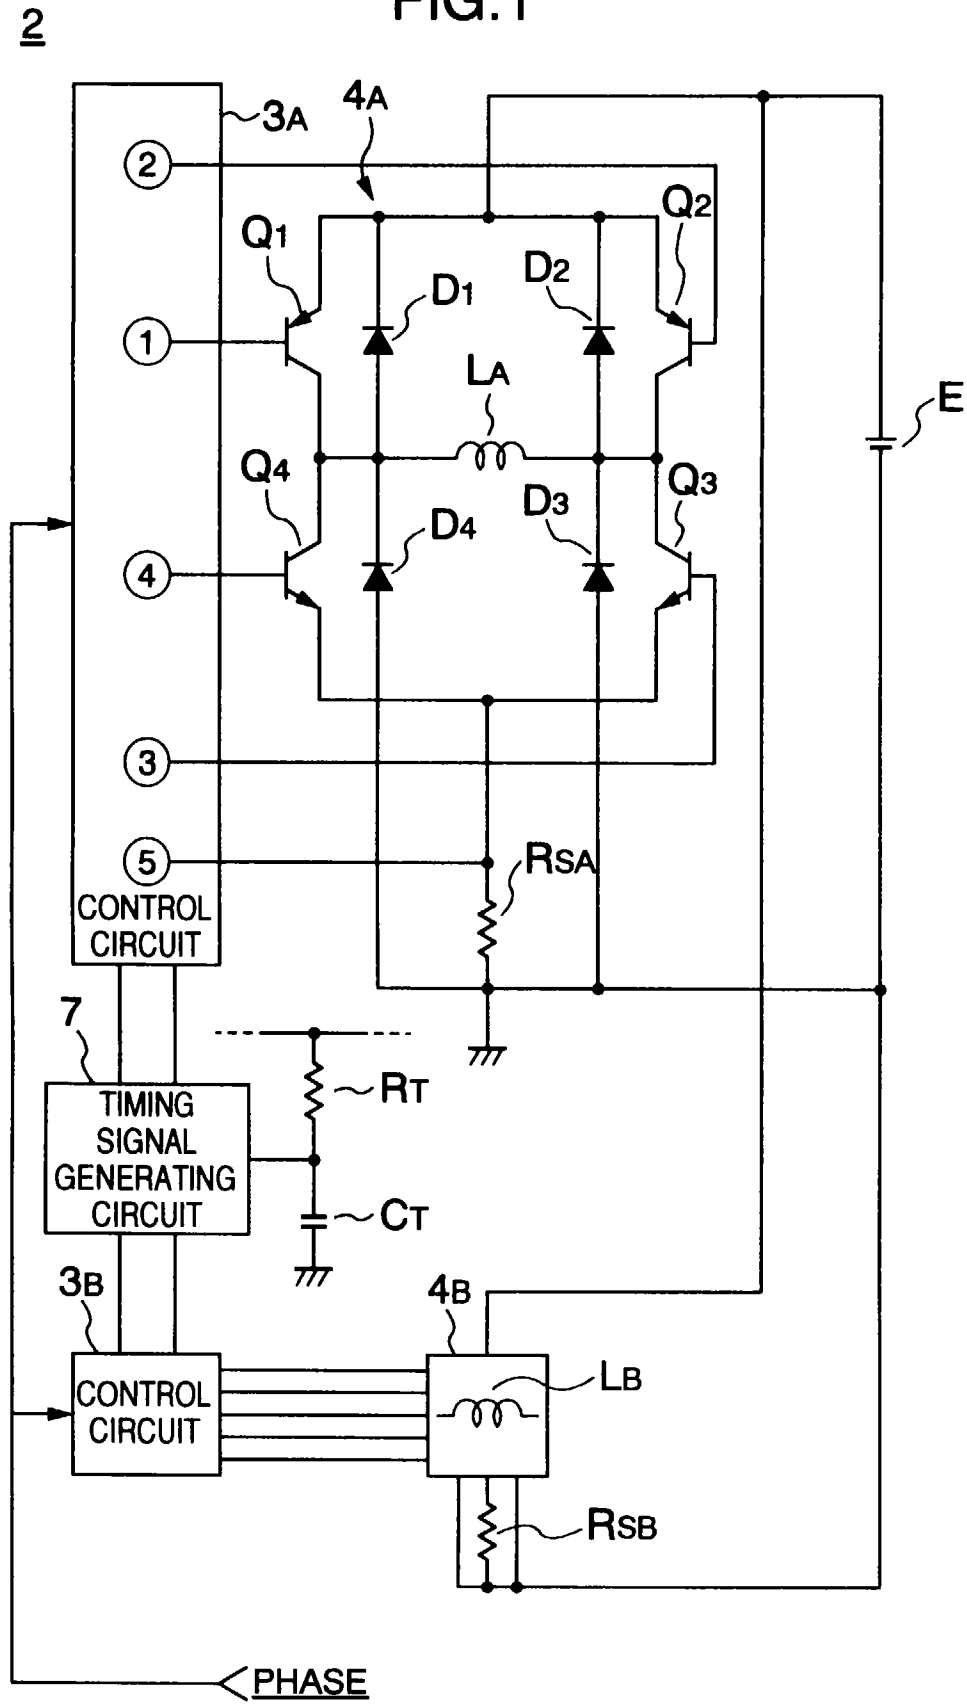 FIG.1
2
3A
4A
2
Q1
Q2
D1
D2
1
LA
E
Q4
Q3
D4
D3
4
3
5
RSA
CONTROL
CIRCUIT
7
RT
TIMING
SIGNAL
GENERATING
CIRCUIT
CT
3B
4B
CONTROL
CIRCUIT
LB
RSB
PHASE